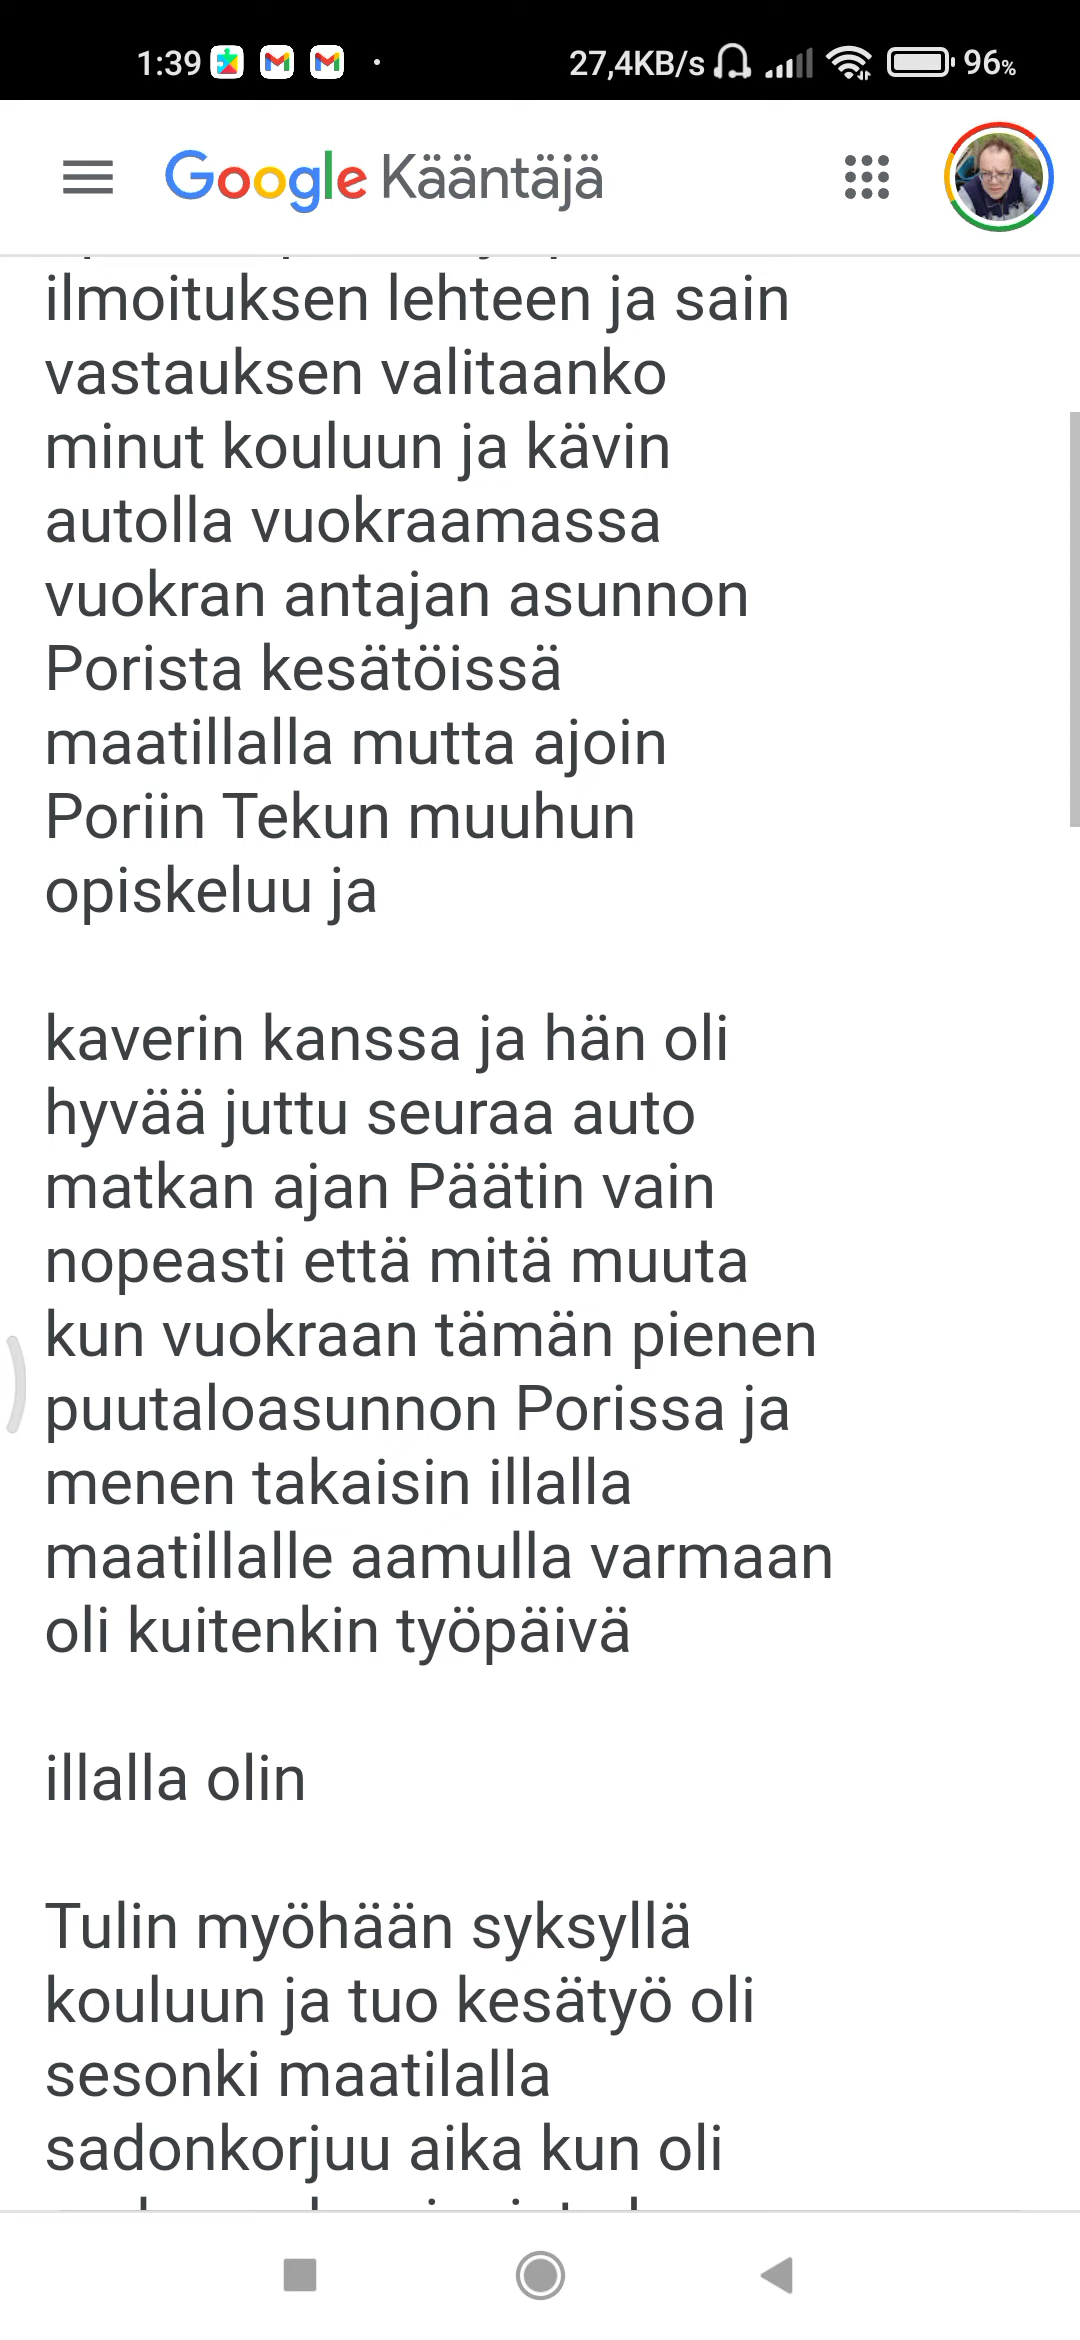 1:39
27,4KB/s
96%
Google Kääntäjä
ilmoituksen lehteen ja sain
vastauksen valitaanko
minut kouluun ja kävin
autolla vuokraamassa
vuokran antajan asunnon
Porista kesätöissä
maatillalla mutta ajoin
Poriin Tekun muuhun
opiskeluu ja
kaverin kanssa ja hän oli
hyvää juttu seuraa auto
matkan ajan Päätin vain
nopeasti että mitä muuta
kun vuokraan tämän pienen
puutaloasunnon Porissa ja
menen takaisin illalla
maatillalle aamulla varmaan
oli kuitenkin työpäivä
illalla olin
Tulin myöhään syksyllä
kouluun ja tuo kesätyö oli
sesonki maatilalla
sadonkorjuu aika kun oli